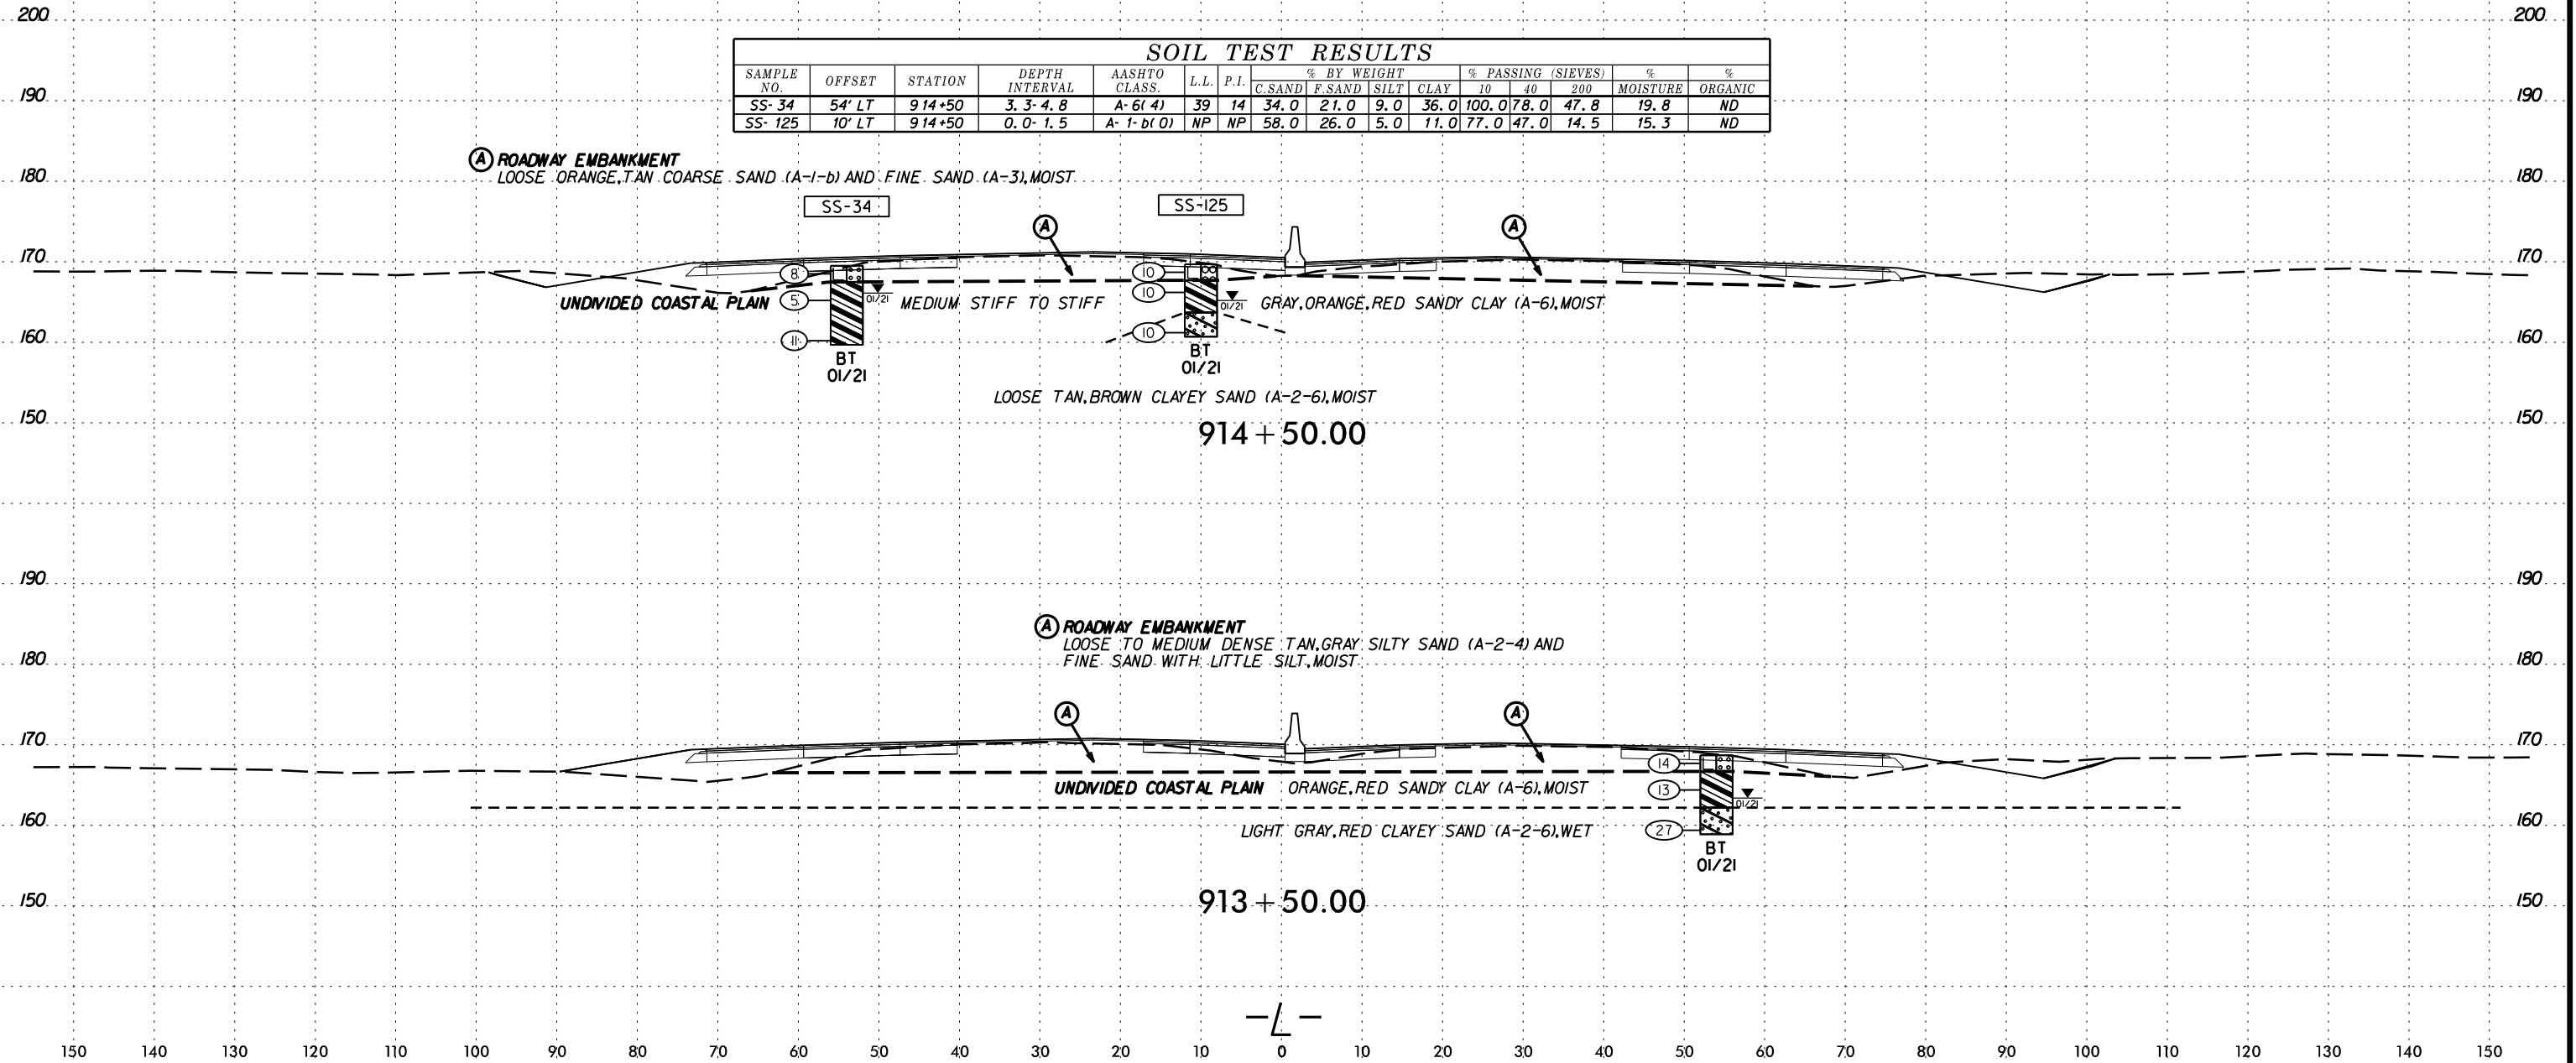 200 200
SOIL TEST RESULTS
SAMPLE NO. OFFSET STATION DEPTH INTERVAL AASHTO CLASS. L.L. P.I. % BY WEIGHT % PASSING (SIEVES) % MOISTURE % ORGANIC
C.SAND F.SAND SILT CLAY 10 40 200
190 190
SS-34 54' LT 914+50 3.3-4.8 A-6(4) 39 14 34.0 21.0 9.0 36.0 100.0 78.0 47.8 19.8 ND
SS-125 10' LT 914+50 0.0-1.5 A-1-b(0) NP NP 58.0 26.0 5.0 11.0 77.0 47.0 14.5 15.3 ND
A ROADWAY EMBANKMENT
LOOSE ORANGE,TAN COARSE SAND (A-1-b) AND FINE SAND (A-3),MOIST
180 180
SS-34 SS-125
A A
170 170
8 10
UNDIVIDED COASTAL PLAIN 5 01/21 MEDIUM STIFF TO STIFF 10 01/21 GRAY,ORANGE,RED SANDY CLAY (A-6),MOIST
160 160
11 10
BT BT
01/21 01/21
LOOSE TAN,BROWN CLAYEY SAND (A-2-6),MOIST
150 150
914+50.00
190 190
A ROADWAY EMBANKMENT
LOOSE TO MEDIUM DENSE TAN,GRAY SILTY SAND (A-2-4) AND
FINE SAND WITH LITTLE SILT,MOIST
180 180
A A
170 170
14
UNDIVIDED COASTAL PLAIN ORANGE,RED SANDY CLAY (A-6),MOIST 13
01/21
160 160
LIGHT GRAY,RED CLAYEY SAND (A-2-6),WET 27
BT
01/21
150 150
913+50.00
-L-
150 140 130 120 110 100 90 80 70 60 50 40 30 20 10 0 10 20 30 40 50 60 70 80 90 100 110 120 130 140 150